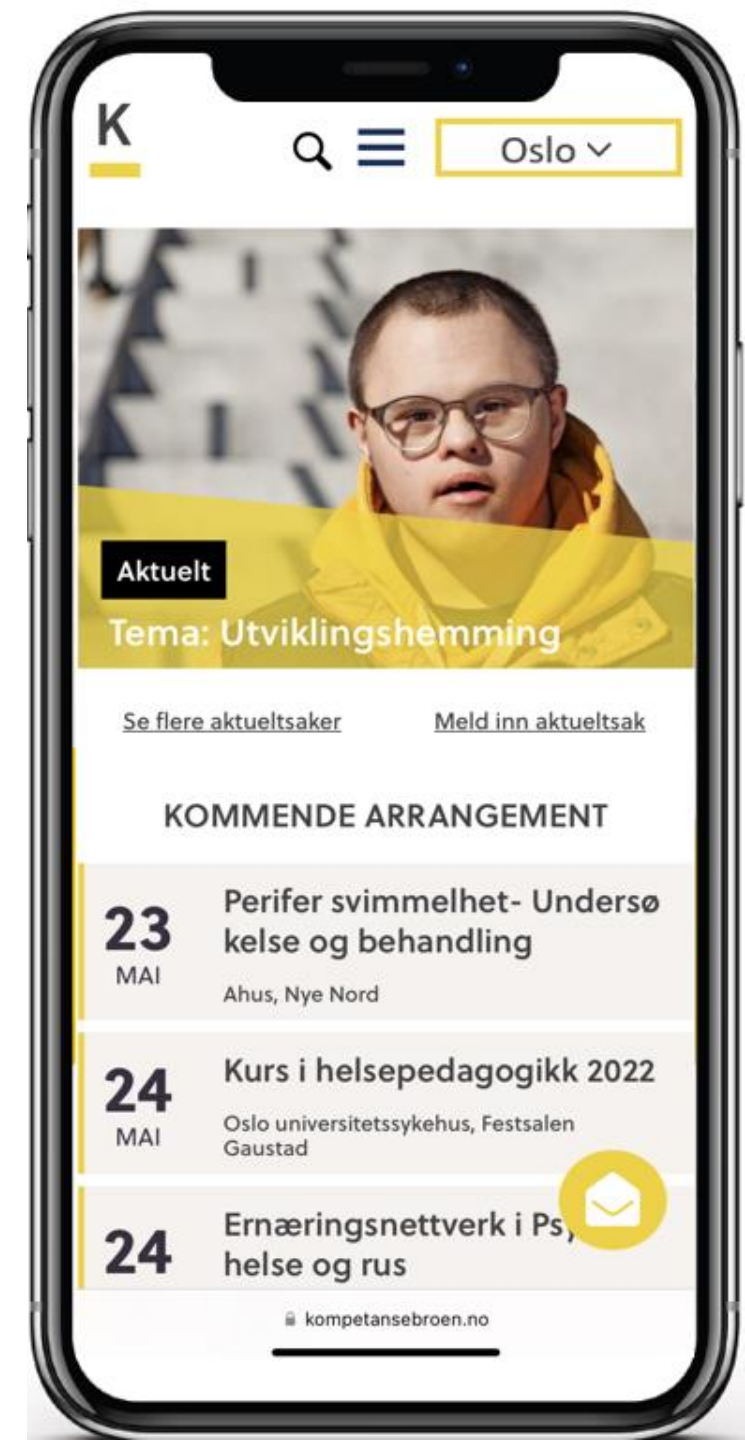 K
Oslo
Aktuelt
Tema: Utviklingshemming
Se flere aktueltsaker
Meld inn aktueltsak
KOMMENDE ARRANGEMENT
23
MAI
Perifer svimmelhet- Undersø
kelse og behandling
Ahus, Nye Nord
24
MAI
Kurs i helsepedagogikk 2022
Oslo universitetssykehus, Festsalen
Gaustad
24
Ernæringsnettverk i
helse og rus
kompetansebroen.no